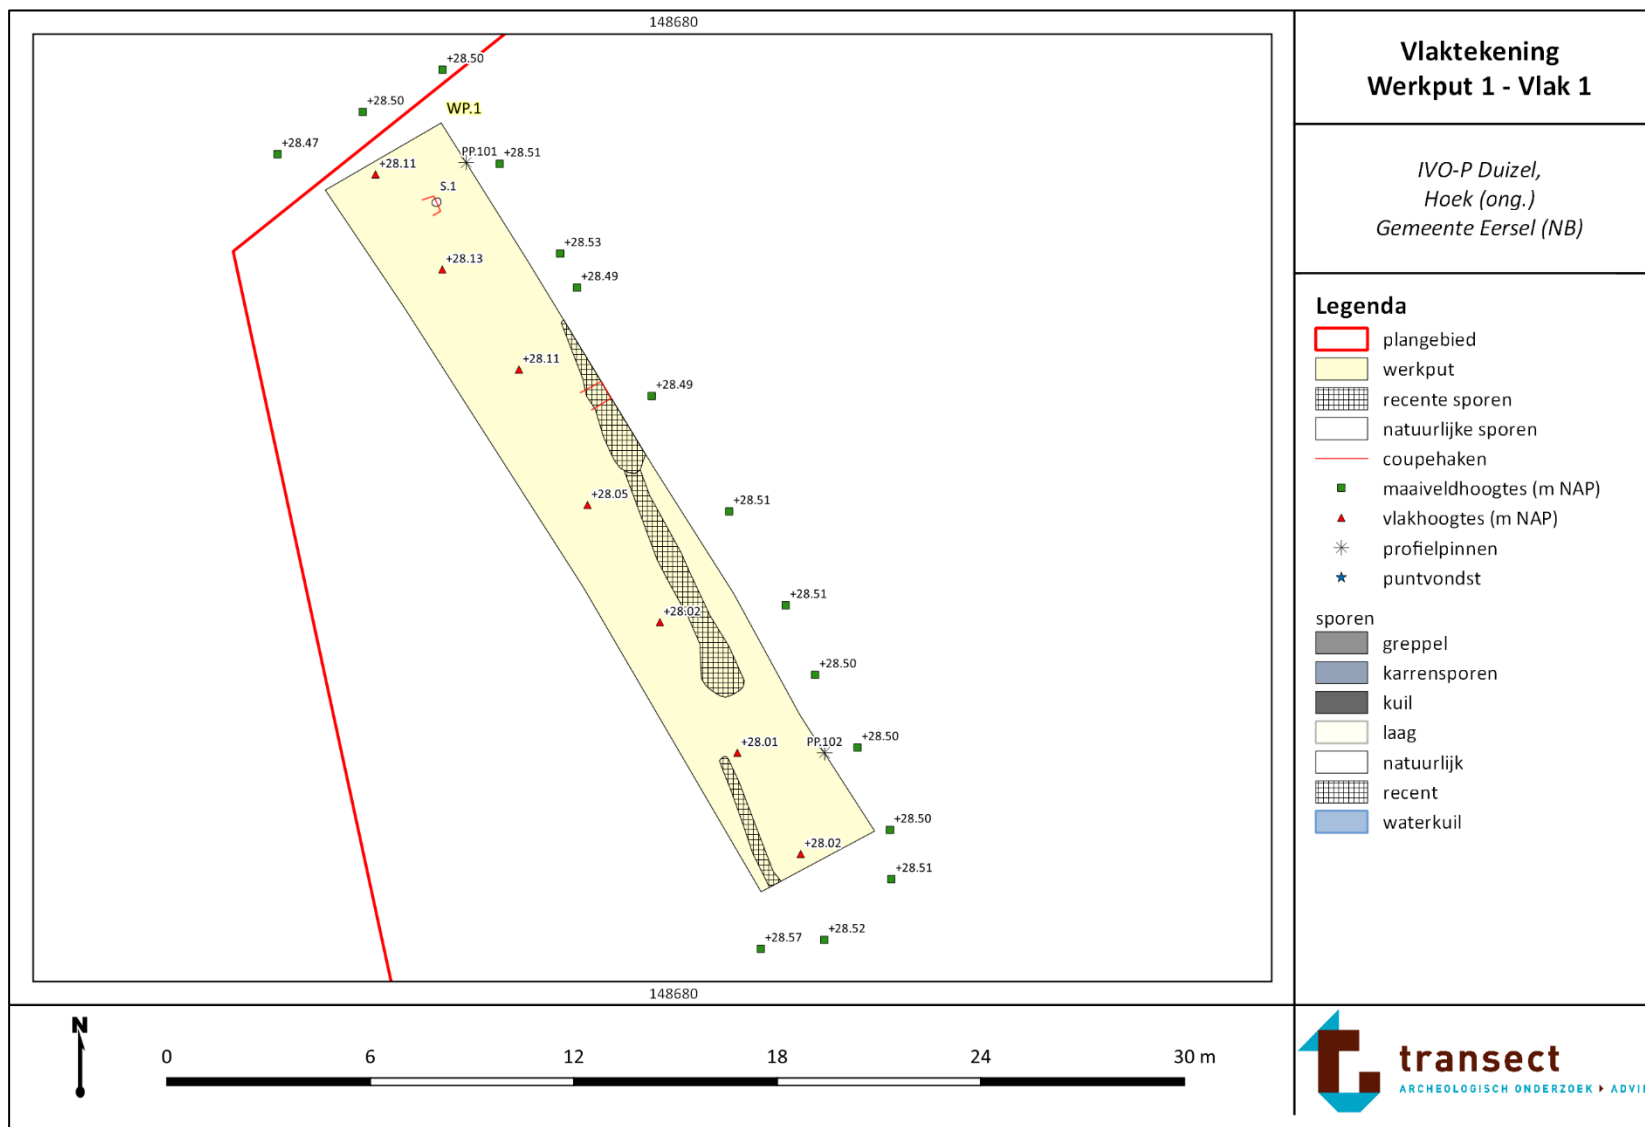 148680
+28.50
+28.50
WP.1
+28.47
PP.101
+28.51
+28.11
S.1
+28.53
+28.13
+28.49
+28.11
+28.49
+28.05
+28.51
+28.51
+28.02
+28.50
PP.102
+28.50
+28.01
+28.50
+28.02
+28.51
+28.52
+28.57
148680
Vlaktekening
Werkput 1 - Vlak 1
IVO-P Duizel,
Hoek (ong.)
Gemeente Eersel (NB)
Legenda
plangebied
werkput
recente sporen
natuurlijke sporen
coupehaken
maaiveldhoogtes (m NAP)
vlakhoogtes (m NAP)
profielpinnen
puntvondst
sporen
greppel
karrensporen
kuil
laag
natuurlijk
recent
waterkuil
N
0 6 12 18 24 30 m
transect
ARCHEOLOGISCH ONDERZOEK ADVIE